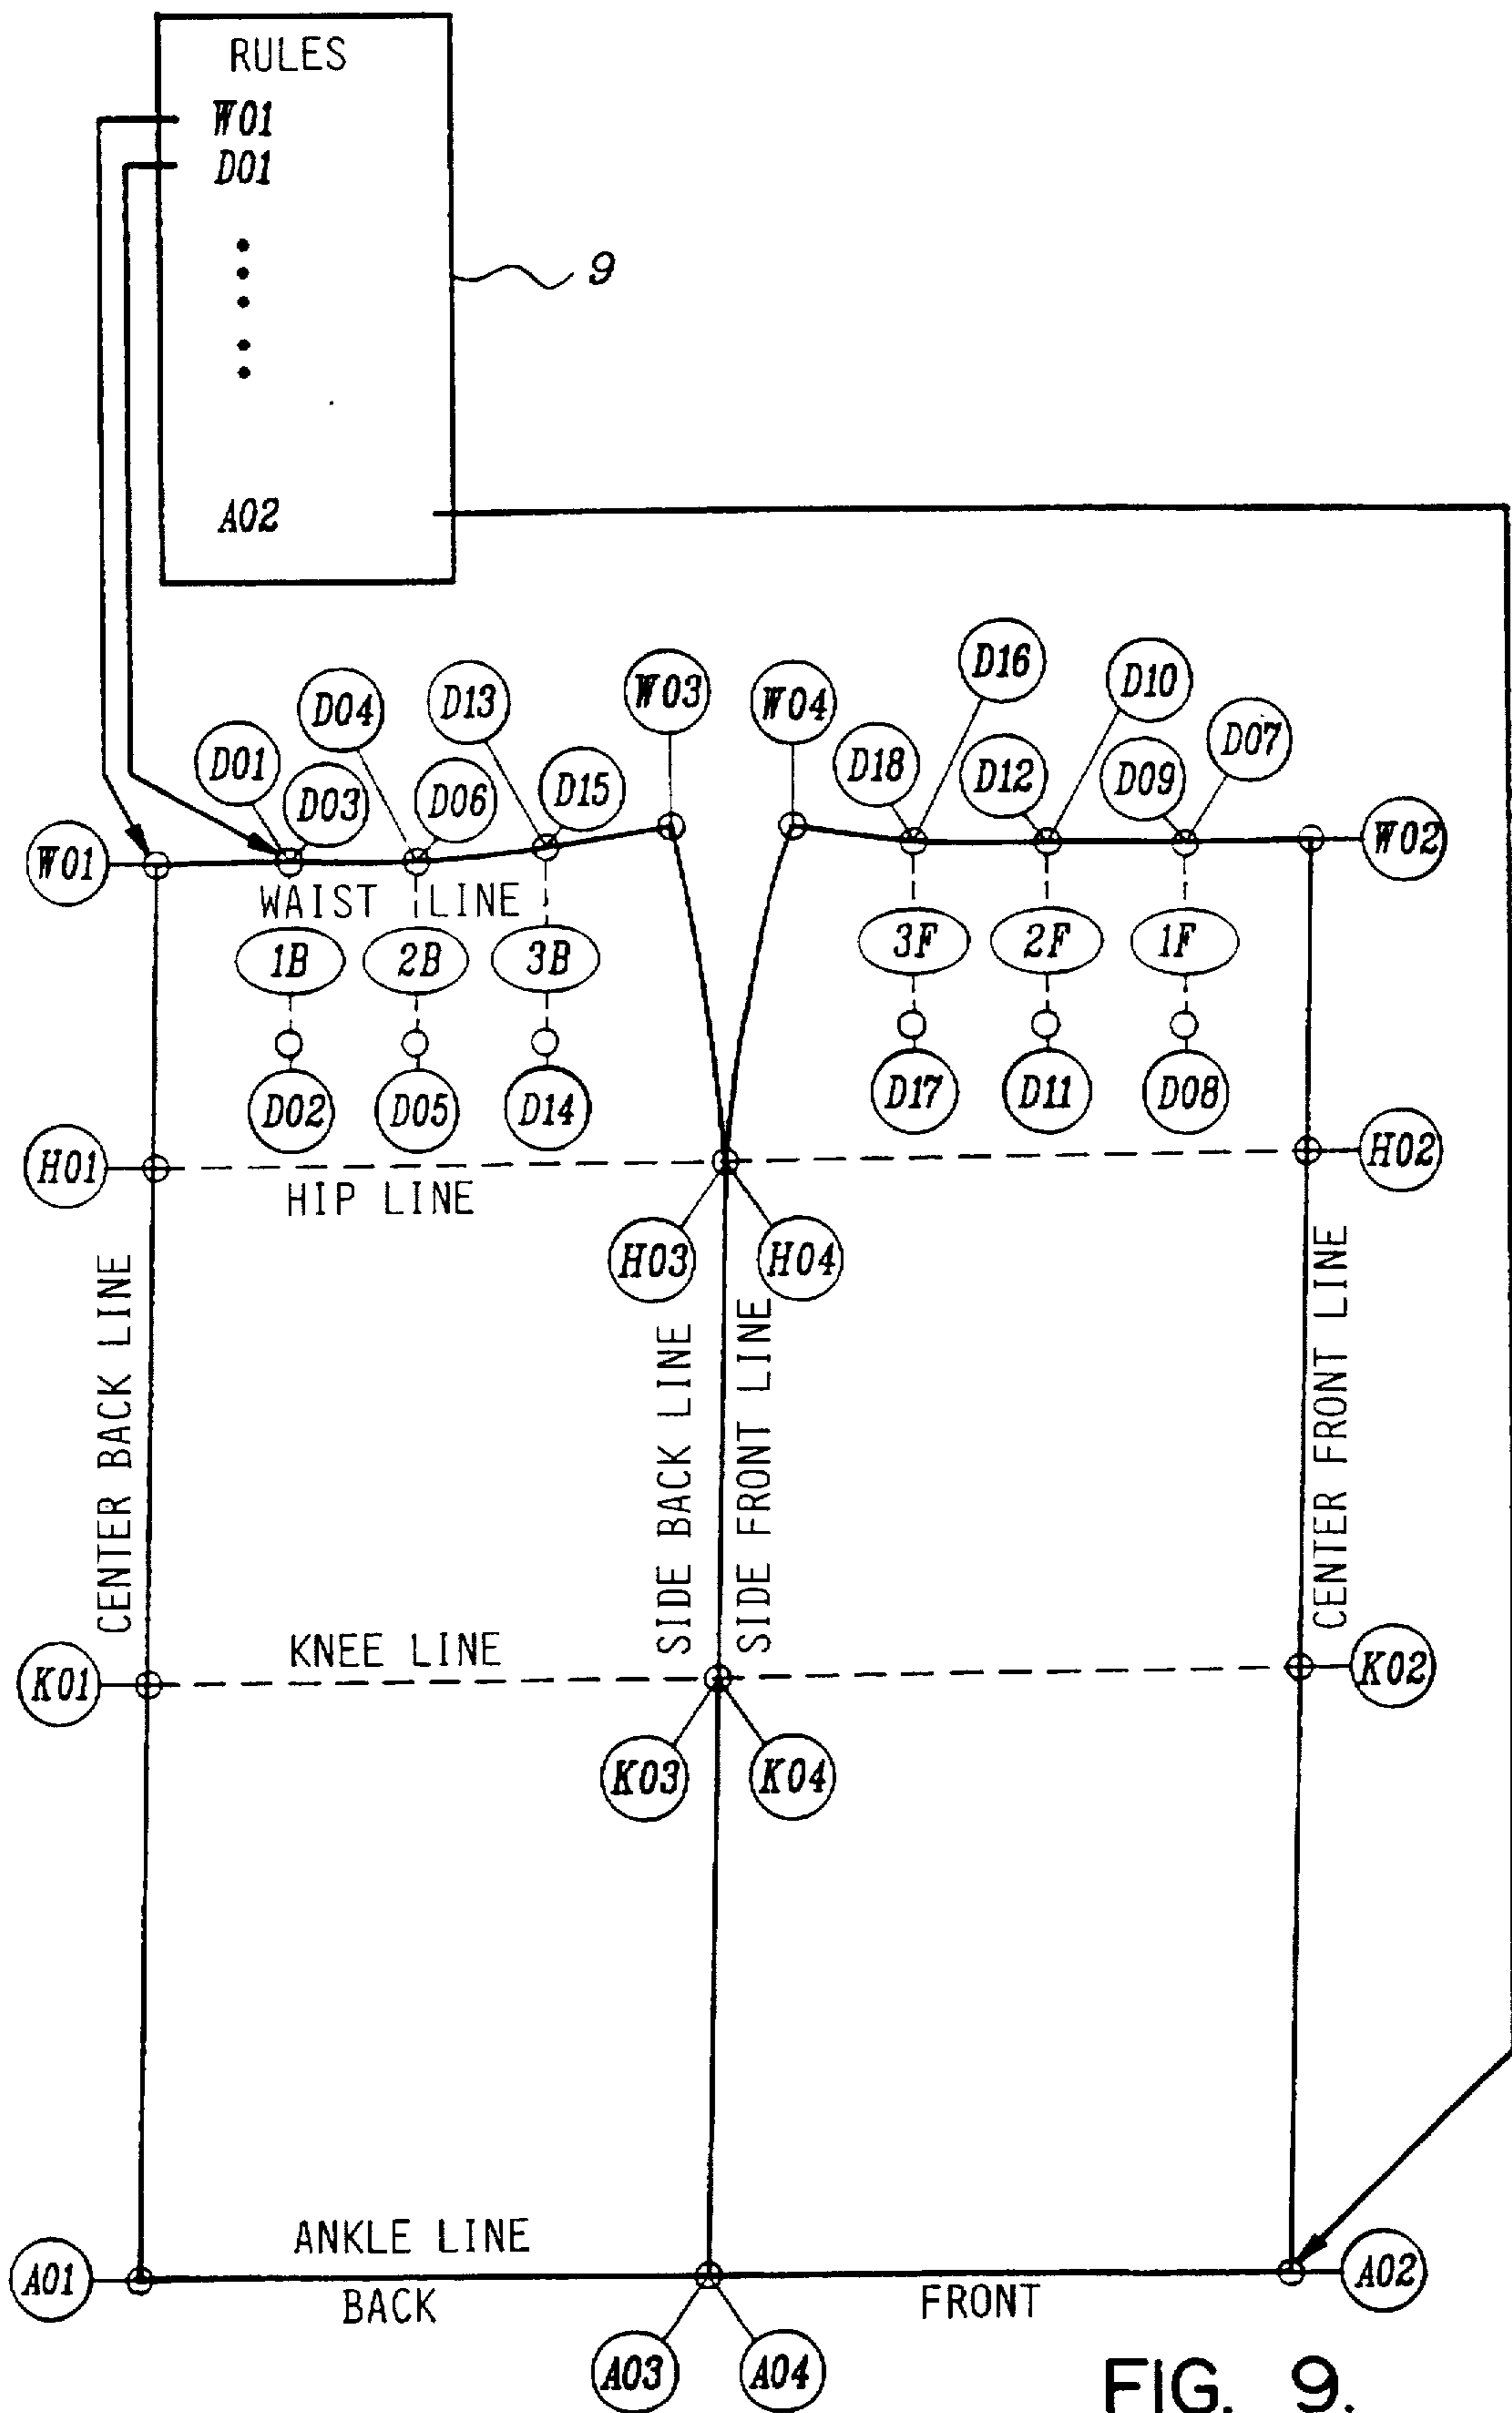 RULES
W01
D01
9
A02
D16
W03
D10
W04
D13
D04
D07
D18
D01
D12
D09
D15
D06
D03
W02
W01
WAIST LINE
3F
2F
1F
1B
2B
3B
D17
D11
D08
D02
D05
D14
H02
H01
HIP LINE
H03
H04
CENTER BACK LINE
SIDE BACK LINE
SIDE FRONT LINE
CENTER FRONT LINE
KNEE LINE
K02
K01
K03
K04
ANKLE LINE
A01
A02
BACK
FRONT
A03
A04
FIG. 9.